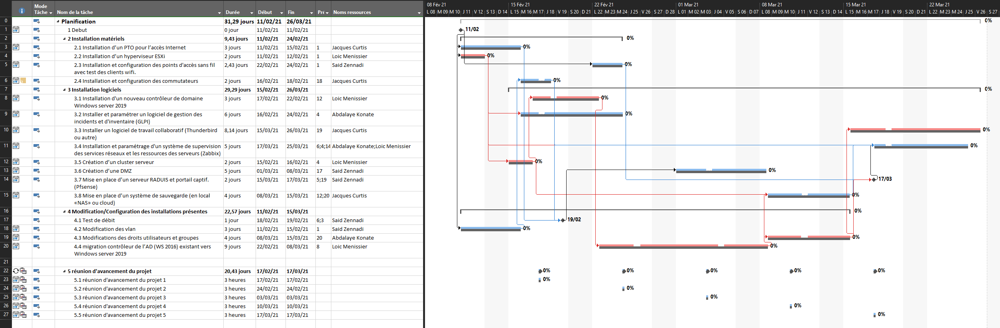 Mode Tâche Nom de la tâche Durée Début Fin Pré Noms ressources
08 Fév 21 15 Fév 21 22 Fév 21 01 Mar 21 08 Mar 21 15 Mar 21 22 Mar 21
L 08 M 09 M 10 J 11 V 12 S 13 D 14 L 15 M 16 M 17 J 18 V 19 S 20 D 21 L 22 M 23 M 24 J 25 V 26 S 27 D 28 L 01 M 02 M 03 J 04 V 05 S 06 D 07 L 08 M 09 M 10 J 11 V 12 S 13 D 14 L 15 M 16 M 17 J 18 V 19 S 20 D 21 L 22 M 23 M 24 J 25 V 26 S 27
0 Planification 31,29 jours 11/02/21 26/03/21 0%
1 1 Debut 0 jour 11/02/21 11/02/21 11/02
2 2 Installation matériels 9,43 jours 11/02/21 24/02/21 0%
3 2.1 Installation d’un PTO pour l’accès Internet 3 jours 11/02/21 15/02/21 1 Jacques Curtis 0%
4 2.2 Installation d’un hyperviseur ESXi 2 jours 11/02/21 12/02/21 1 Loic Menissier 0%
5 2.3 Installation et configuration des points d'accès sans fil 2,43 jours 22/02/21 24/02/21 1 Said Zennadi 0%
avec test des clients wifi.
6 2.4 Installation et configuration des commutateurs 2 jours 16/02/21 18/02/21 18 Jacques Curtis 0%
7 3 Installation logiciels 29,29 jours 15/02/21 26/03/21 0%
8 3.1 Installation d'un nouveau contrôleur de domaine 3 jours 17/02/21 22/02/21 12 Loic Menissier 0%
Windows server 2019
9 3.2 Installer et paramétrer un logiciel de gestion des 6 jours 16/02/21 24/02/21 4 Abdalaye Konate 0%
incidents et d'inventaire (GLPI)
10 3.3 Installer un logiciel de travail collaboratif (Thunderbird 8,14 jours 15/03/21 26/03/21 19 Jacques Curtis 0%
ou autre)
11 3.4 Installation et paramétrage d'un système de supervision 5 jours 17/03/21 25/03/21 6;4;14 Abdalaye Konate;Loic Menissier 0%
des services réseaux et les ressources des serveurs (Zabbix)
12 3.5 Création d’un cluster serveur 2 jours 15/02/21 16/02/21 4 Loic Menissier 0%
13 3.6 Création d’une DMZ 5 jours 01/03/21 08/03/21 17 Said Zennadi 0%
14 3.7 Mise en place d’un serveur RADUIS et portail captif. 2 jours 15/03/21 17/03/21 5;19 Said Zennadi 17/03
(Pfsense)
15 3.8 Mise en place d’un système de sauvegarde (en local 4 jours 08/03/21 15/03/21 12;20 Jacques Curtis 0%
«NAS» ou cloud)
16 4 Modification/Configuration des installations présentes 22,57 jours 11/02/21 15/03/21 0%
17 4.1 Test de débit 1 jour 18/02/21 19/02/21 6;3 Said Zennadi 19/02
18 4.2 Modification des vlan 3 jours 11/02/21 15/02/21 1 Said Zennadi 0%
19 4.3 Modifications des droits utilisateurs et groupes 4 jours 08/03/21 15/03/21 20 Abdalaye Konate 0%
20 4.4 migration contrôleur de l’AD (WS 2016) existant vers 9 jours 22/02/21 08/03/21 8 Loic Menissier 0%
Windows server 2019
21
22 5 réunion d'avancement du projet 20,43 jours 17/02/21 17/03/21 0% 0% 0% 0% 0%
23 5.1 réunion d'avancement du projet 1 3 heures 17/02/21 17/02/21 0%
24 5.2 réunion d'avancement du projet 2 3 heures 24/02/21 24/02/21 0%
25 5.3 réunion d'avancement du projet 3 3 heures 03/03/21 03/03/21 0%
26 5.4 réunion d'avancement du projet 4 3 heures 10/03/21 10/03/21 0%
27 5.5 réunion d'avancement du projet 5 3 heures 17/03/21 17/03/21 0%